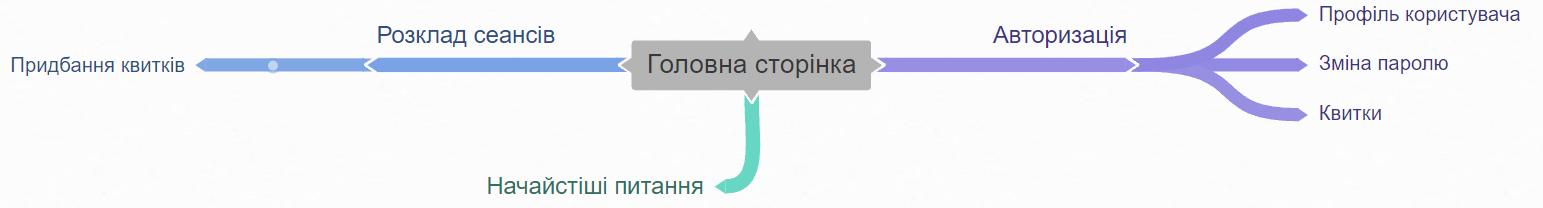 Профіль користувача
Розклад сеансів
Авторизація
Придбання квитків
Головна сторінка
Зміна паролю
Квитки
Начайстіші питання